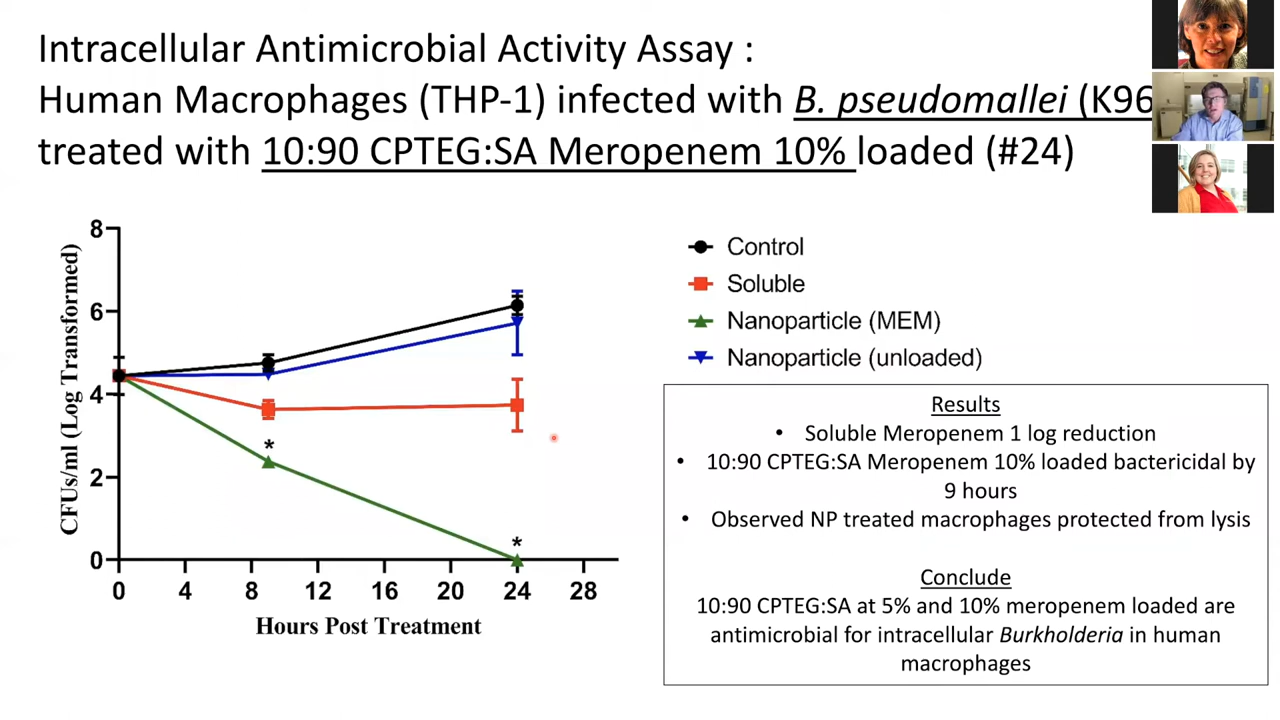 Intracellular Antimicrobial Activity Assay :
Human Macrophages (THP-1) infected with B. pseudomallei (K96
treated with 10:90 CPTEG:SA Meropenem 10% loaded (#24)
CFUs/ml (Log Transformed)
8
6
4
2
0
*
*
0 4 8 12 16 20 24 28
Hours Post Treatment
Control
Soluble
Nanoparticle (MEM)
Nanoparticle (unloaded)
Results
• Soluble Meropenem 1 log reduction
• 10:90 CPTEG:SA Meropenem 10% loaded bactericidal by
9 hours
• Observed NP treated macrophages protected from lysis
Conclude
10:90 CPTEG:SA at 5% and 10% meropenem loaded are
antimicrobial for intracellular Burkholderia in human
macrophages